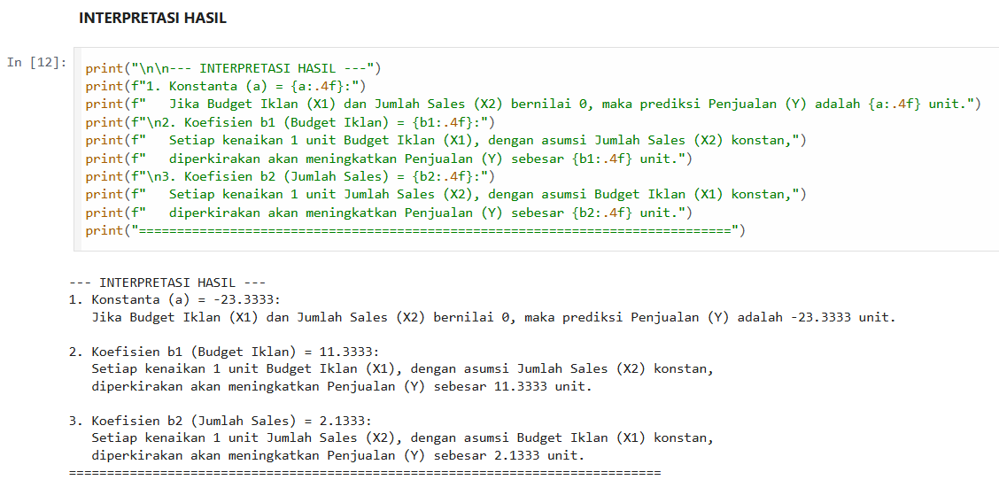 INTERPRETASI HASIL
In [12]:
print("\n\n--- INTERPRETASI HASIL ---")
print(f"1. Konstanta (a) = {a:.4f}:")
print(f"   Jika Budget Iklan (X1) dan Jumlah Sales (X2) bernilai 0, maka prediksi Penjualan (Y) adalah {a:.4f} unit.")
print(f"\n2. Koefisien b1 (Budget Iklan) = {b1:.4f}:")
print(f"   Setiap kenaikan 1 unit Budget Iklan (X1), dengan asumsi Jumlah Sales (X2) konstan,")
print(f"   diperkirakan akan meningkatkan Penjualan (Y) sebesar {b1:.4f} unit.")
print(f"\n3. Koefisien b2 (Jumlah Sales) = {b2:.4f}:")
print(f"   Setiap kenaikan 1 unit Jumlah Sales (X2), dengan asumsi Budget Iklan (X1) konstan,")
print(f"   diperkirakan akan meningkatkan Penjualan (Y) sebesar {b2:.4f} unit.")
print("===============================================================================")
--- INTERPRETASI HASIL ---
1. Konstanta (a) = -23.3333:
   Jika Budget Iklan (X1) dan Jumlah Sales (X2) bernilai 0, maka prediksi Penjualan (Y) adalah -23.3333 unit.
2. Koefisien b1 (Budget Iklan) = 11.3333:
   Setiap kenaikan 1 unit Budget Iklan (X1), dengan asumsi Jumlah Sales (X2) konstan,
   diperkirakan akan meningkatkan Penjualan (Y) sebesar 11.3333 unit.
3. Koefisien b2 (Jumlah Sales) = 2.1333:
   Setiap kenaikan 1 unit Jumlah Sales (X2), dengan asumsi Budget Iklan (X1) konstan,
   diperkirakan akan meningkatkan Penjualan (Y) sebesar 2.1333 unit.
===============================================================================